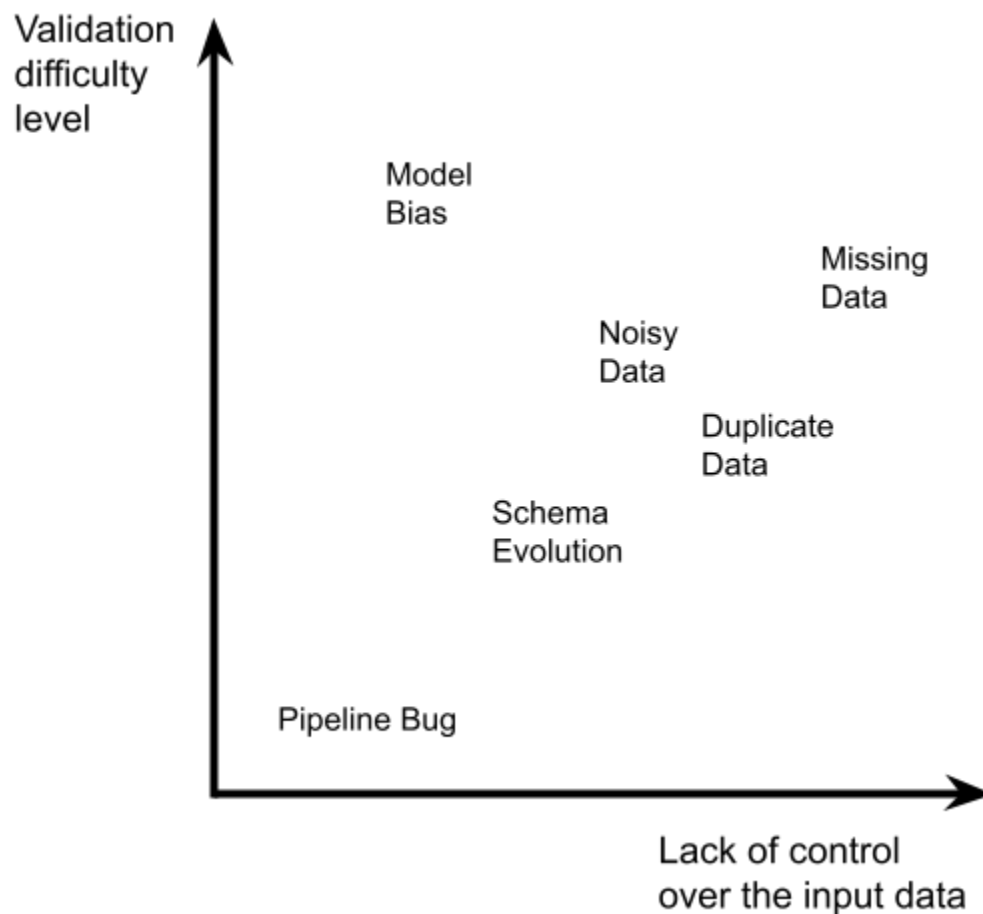 Validation
difficulty
level
Model
Bias
Missing
Data
Noisy
Data
Duplicate
Data
Schema
Evolution
Pipeline Bug
Lack of control
over the input data